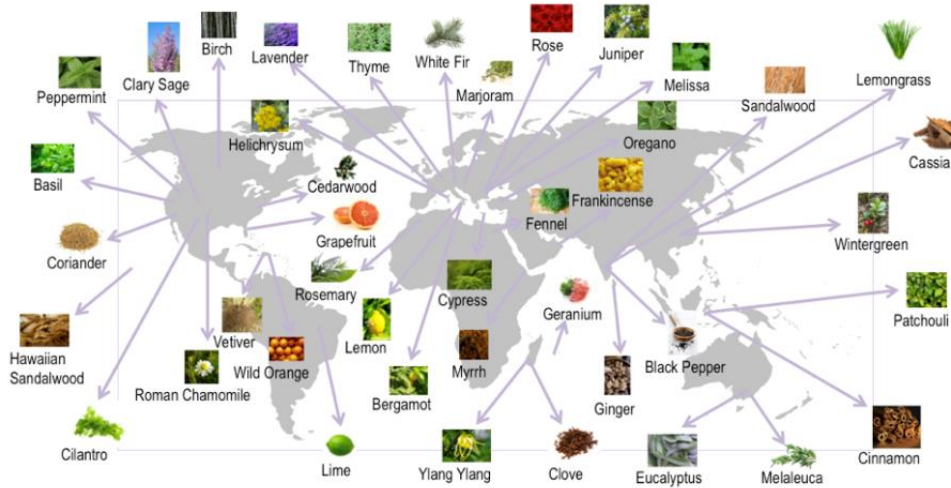 Birch
Lavender
Thyme
White Fir
Rose
Juniper
Lemongrass
Peppermint
Clary Sage
Marjoram
Melissa
Sandalwood
Helichrysum
Oregano
Cassia
Basil
Cedarwood
Frankincense
Fennel
Wintergreen
Coriander
Grapefruit
Rosemary
Cypress
Geranium
Patchouli
Hawaiian
Sandalwood
Vetiver
Wild Orange
Lemon
Myrrh
Black Pepper
Roman Chamomile
Bergamot
Ginger
Cilantro
Lime
Ylang Ylang
Clove
Eucalyptus
Melaleuca
Cinnamon